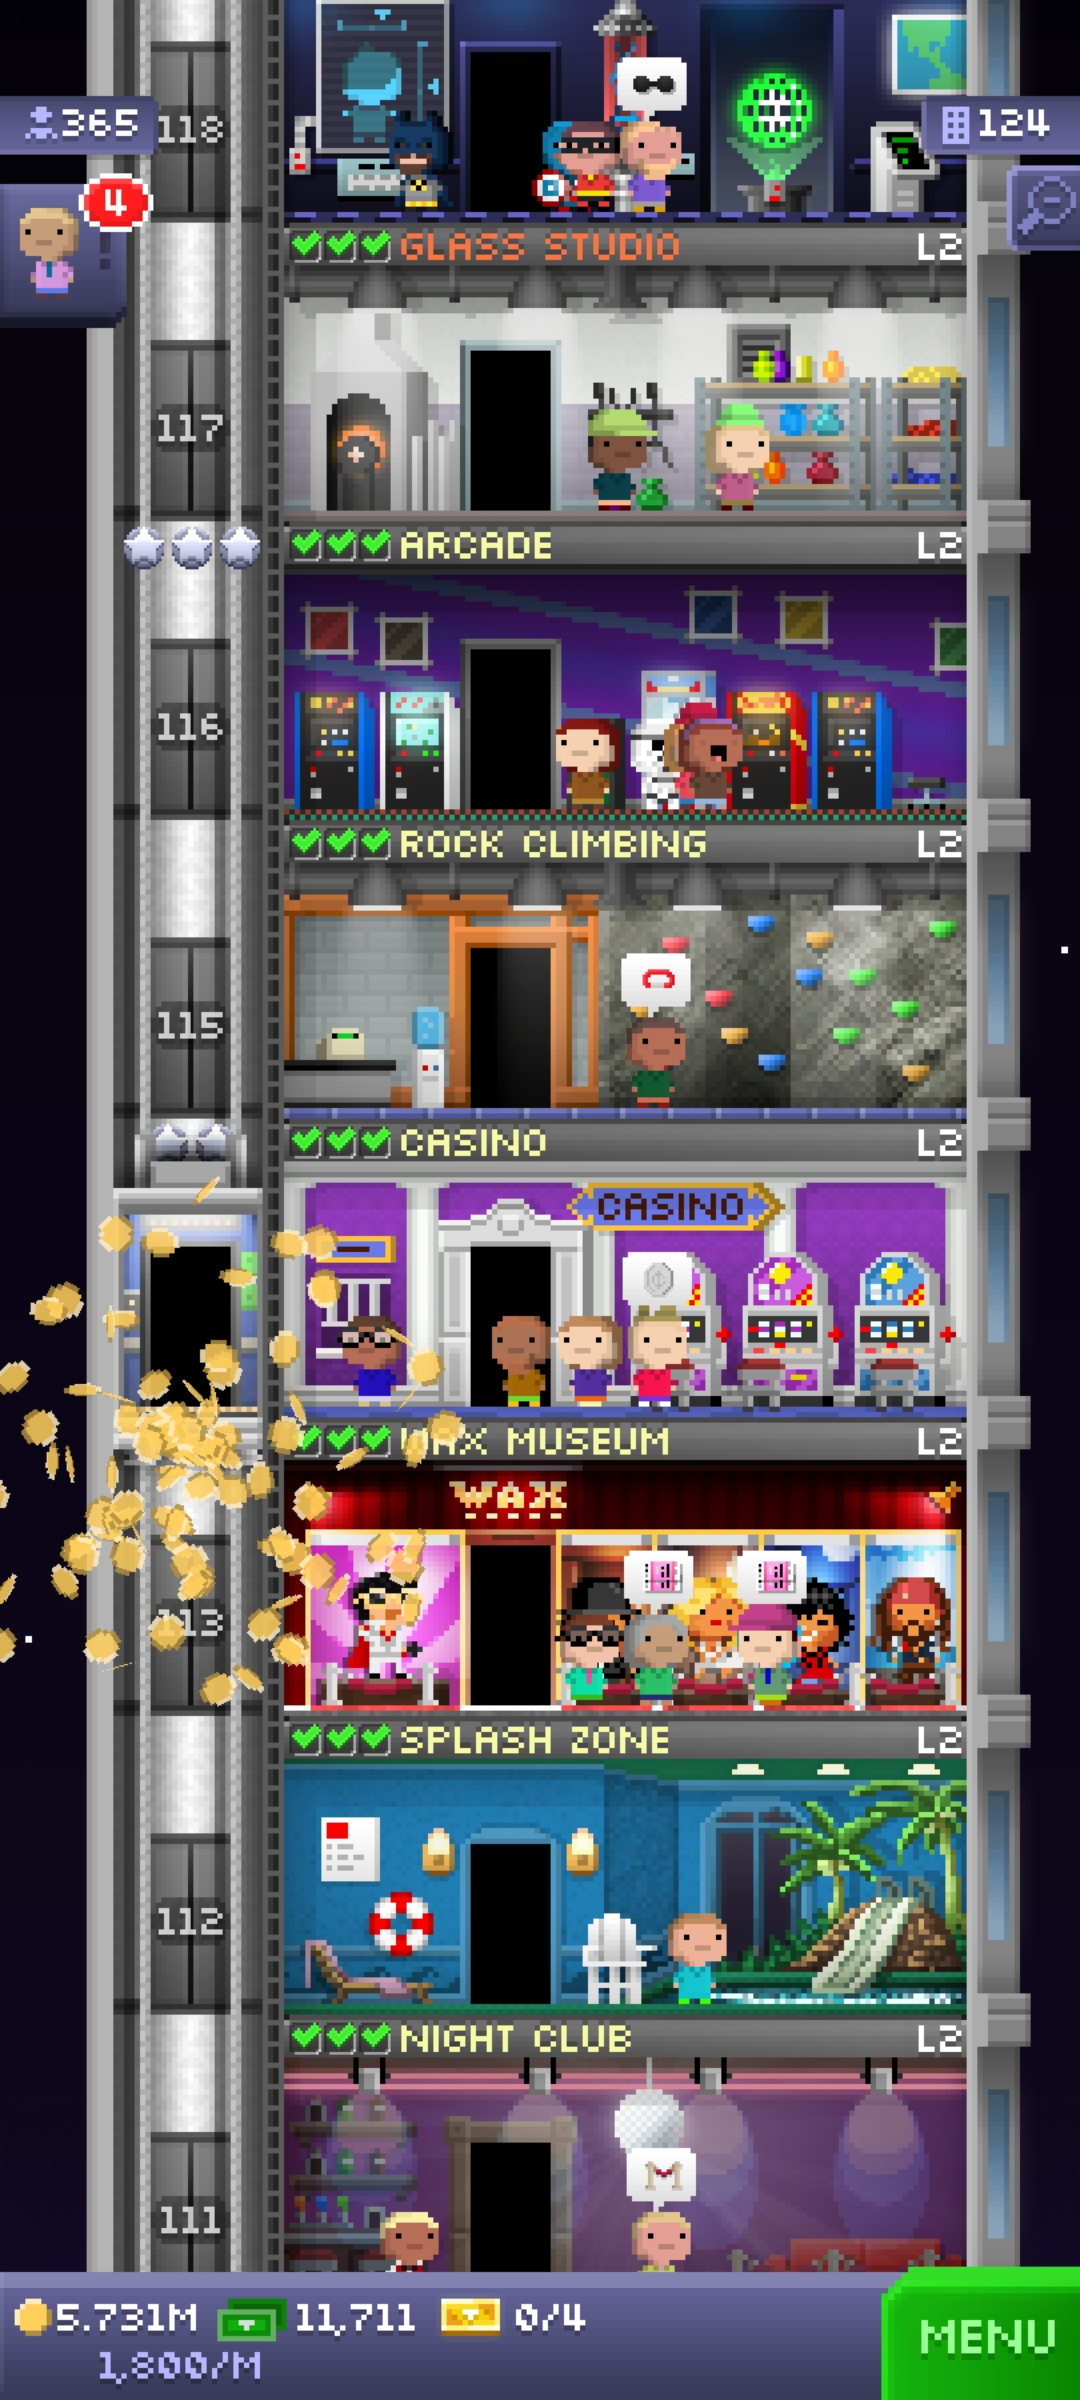 365
118
124
4
GLASS STUDIO L2
117
ARCADE L2
116
ROCK CLIMBING L2
115
CASINO L2
CASINO
WAX MUSEUM L2
WAX
113
SPLASH ZONE L2
112
NIGHT CLUB L2
111
5.731M 11,711 0/4
1,800/M
MENU